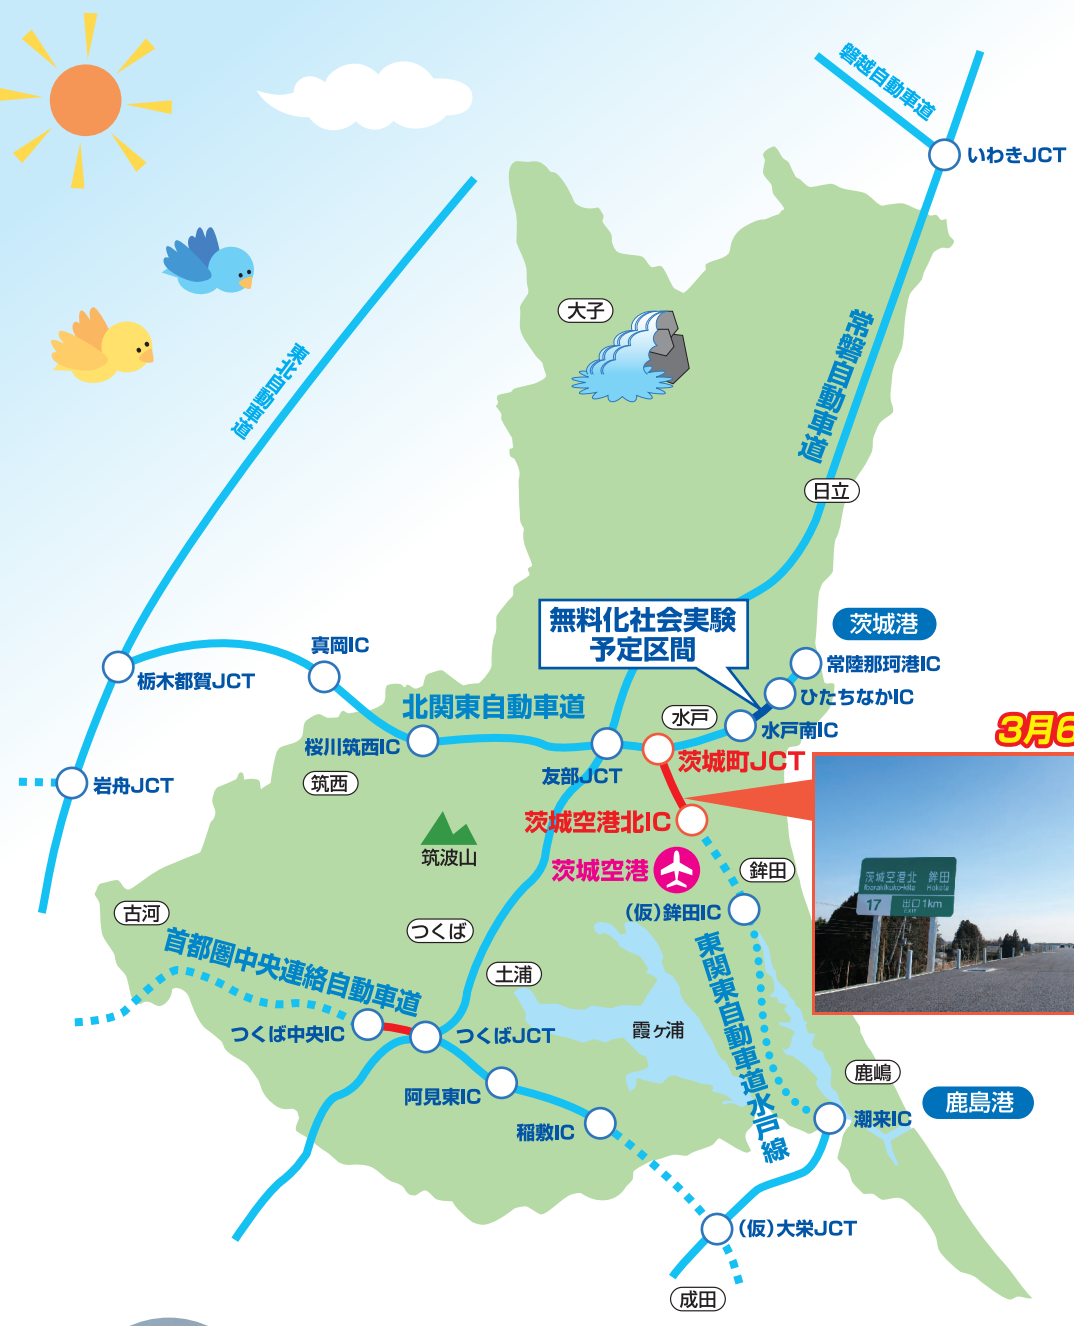 磐越自動車道
いわきJCT
大子
常磐自動車道
東北自動車道
日立
無料化社会実験
予定区間
茨城港
真岡IC
常陸那珂港IC
栃木都賀JCT
ひたちなかIC
北関東自動車道
水戸
水戸南IC
3月6
桜川筑西IC
友部JCT
茨城町JCT
岩舟JCT
筑西
茨城空港北IC
筑波山
茨城空港
鉾田
茨城空港北 鉾田
Ibarakikuko-kita Hokota
17 出口1km
EXIT
古河
(仮)鉾田IC
つくば
首都圏中央連絡自動車道
土浦
東関東自動車道水戸線
つくば中央IC
つくばJCT
霞ヶ浦
鹿嶋
阿見東IC
鹿島港
稲敷IC
潮来IC
(仮)大栄JCT
成田